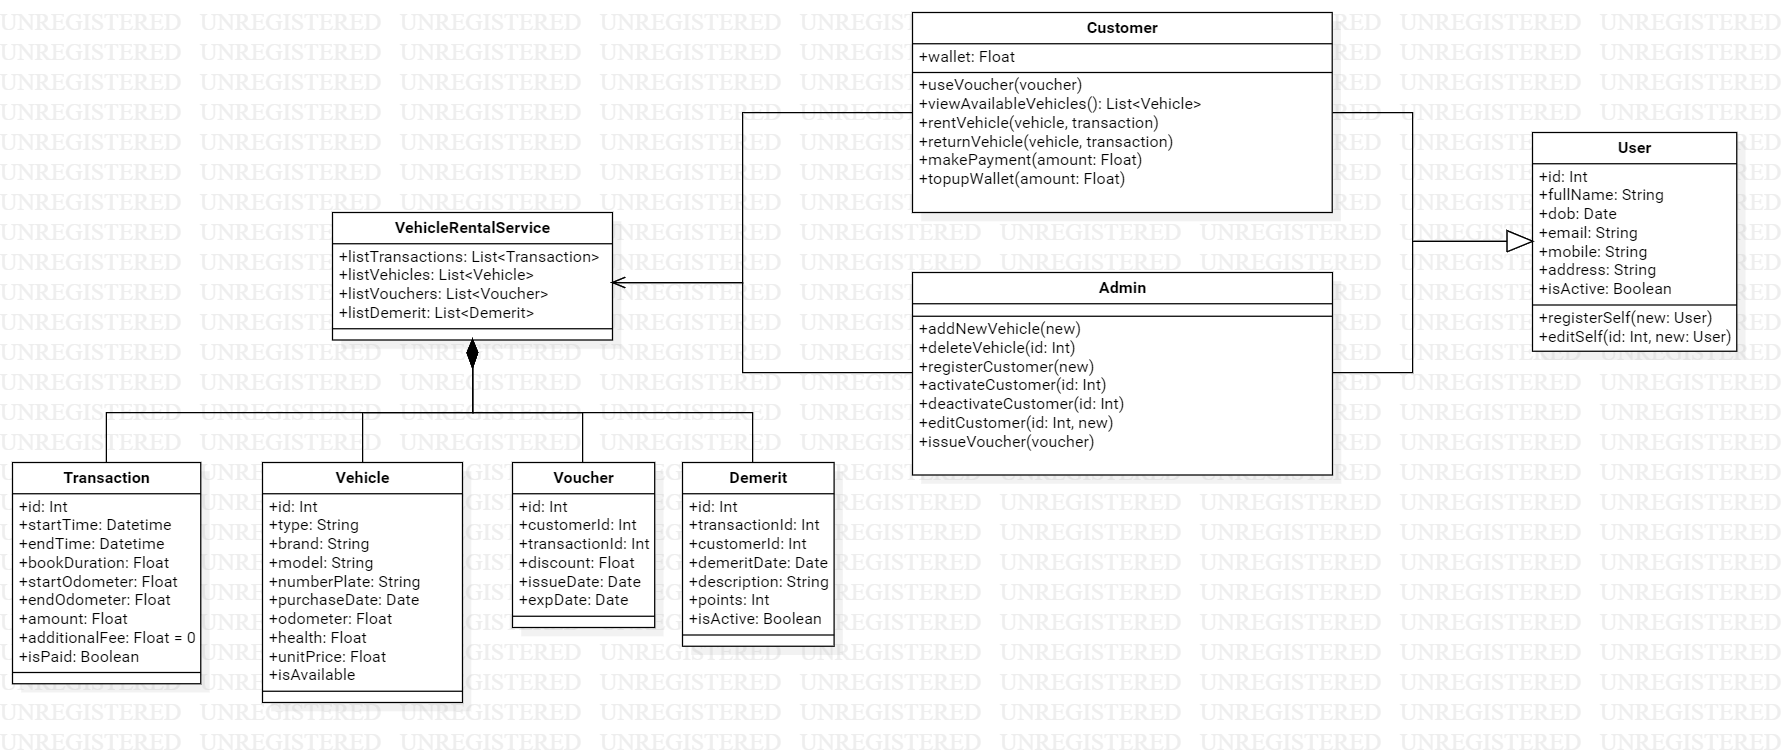 Customer
+wallet: Float
+useVoucher(voucher)
+viewAvailableVehicles(): List<Vehicle>
+rentVehicle(vehicle, transaction)
+returnVehicle(vehicle, transaction)
+makePayment(amount: Float)
+topupWallet(amount: Float)
User
+id: Int
+fullName: String
+dob: Date
+email: String
+mobile: String
+address: String
+isActive: Boolean
+registerSelf(new: User)
+editSelf(id: Int, new: User)
VehicleRentalService
+listTransactions: List<Transaction>
+listVehicles: List<Vehicle>
+listVouchers: List<Voucher>
+listDemerit: List<Demerit>
Admin
+addNewVehicle(new)
+deleteVehicle(id: Int)
+registerCustomer(new)
+activateCustomer(id: Int)
+deactivateCustomer(id: Int)
+editCustomer(id: Int, new)
+issueVoucher(voucher)
Transaction
+id: Int
+startTime: Datetime
+endTime: Datetime
+bookDuration: Float
+startOdometer: Float
+endOdometer: Float
+amount: Float
+additionalFee: Float = 0
+isPaid: Boolean
Vehicle
+id: Int
+type: String
+brand: String
+model: String
+numberPlate: String
+purchaseDate: Date
+odometer: Float
+health: Float
+unitPrice: Float
+isAvailable
Voucher
+id: Int
+customerId: Int
+transactionId: Int
+discount: Float
+issueDate: Date
+expDate: Date
Demerit
+id: Int
+transactionId: Int
+customerId: Int
+demeritDate: Date
+description: String
+points: Int
+isActive: Boolean
UNREGISTERED